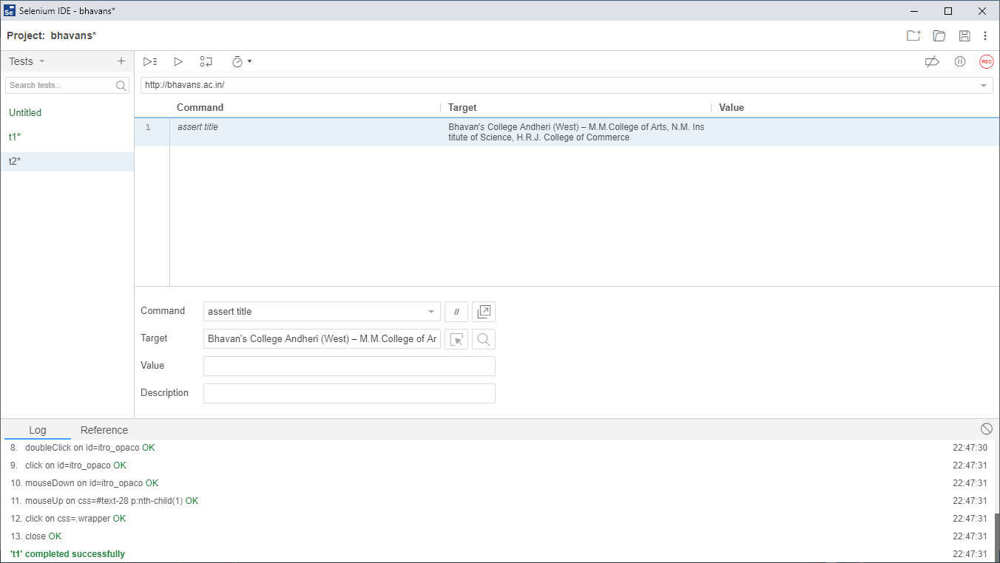 Selenium IDE - bhavans*
Project: bhavans*
Tests
Search tests...
Untitled
t1*
t2*
REC
http://bhavans.ac.in/
Command Target Value
1 assert title Bhavan's College Andheri (West) – M.M.College of Arts, N.M. Ins
titute of Science, H.R.J. College of Commerce
Command assert title //
Target Bhavan's College Andheri (West) – M.M.College of Ar
Value
Description
Log Reference
8. doubleClick on id=itro_opaco OK 22:47:30
9. click on id=itro_opaco OK 22:47:31
10. mouseDown on id=itro_opaco OK 22:47:31
11. mouseUp on css=#text-28 p:nth-child(1) OK 22:47:31
12. click on css=.wrapper OK 22:47:31
13. close OK 22:47:31
't1' completed successfully 22:47:31